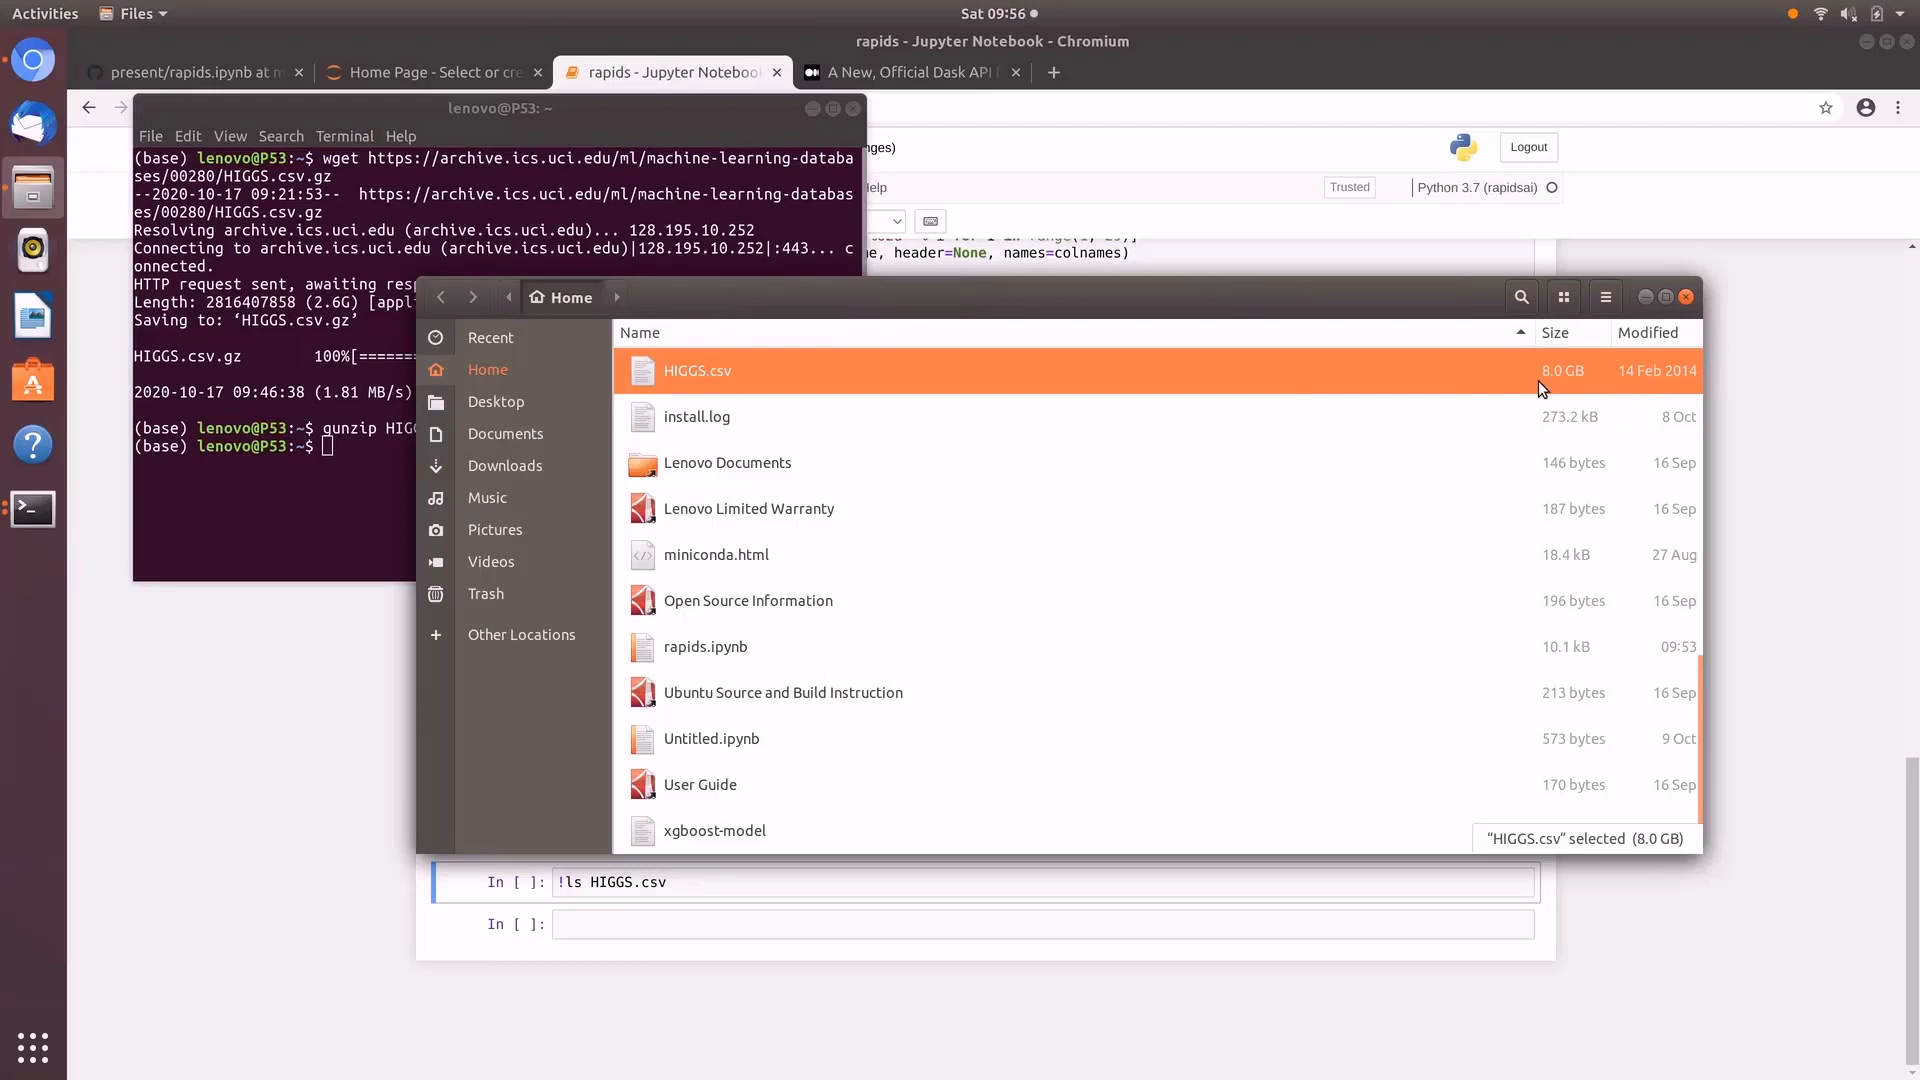 Activities Files Sat 09:56
rapids - Jupyter Notebook - Chromium
present/rapids.ipynb at m
Home Page - Select or cre
rapids - Jupyter Notebook
A New, Official Dask API f
lenovo@P53: ~
File Edit View Search Terminal Help
(base) lenovo@P53:~$ wget https://archive.ics.uci.edu/ml/machine-learning-databa
ses/00280/HIGGS.csv.gz
--2020-10-17 09:21:53-- https://archive.ics.uci.edu/ml/machine-learning-databas
es/00280/HIGGS.csv.gz
Resolving archive.ics.uci.edu (archive.ics.uci.edu)... 128.195.10.252
Connecting to archive.ics.uci.edu (archive.ics.uci.edu)|128.195.10.252|:443... c
onnected.
HTTP request sent, awaiting resp
Length: 2816407858 (2.6G) [appl
Saving to: ‘HIGGS.csv.gz’
HIGGS.csv.gz 100%[======
2020-10-17 09:46:38 (1.81 MB/s)
(base) lenovo@P53:~$ gunzip HIGG
(base) lenovo@P53:~$
nges)
Logout
elp
Trusted
Python 3.7 (rapidsai)
e, header=None, names=colnames)
Home
Recent
Home
Desktop
Documents
Downloads
Music
Pictures
Videos
Trash
+ Other Locations
Name Size Modified
HIGGS.csv 8.0 GB 14 Feb 2014
install.log 273.2 kB 8 Oct
Lenovo Documents 146 bytes 16 Sep
Lenovo Limited Warranty 187 bytes 16 Sep
miniconda.html 18.4 kB 27 Aug
Open Source Information 196 bytes 16 Sep
rapids.ipynb 10.1 kB 09:53
Ubuntu Source and Build Instruction 213 bytes 16 Sep
Untitled.ipynb 573 bytes 9 Oct
User Guide 170 bytes 16 Sep
xgboost-model
“HIGGS.csv” selected (8.0 GB)
In [ ]: !ls HIGGS.csv
In [ ]: